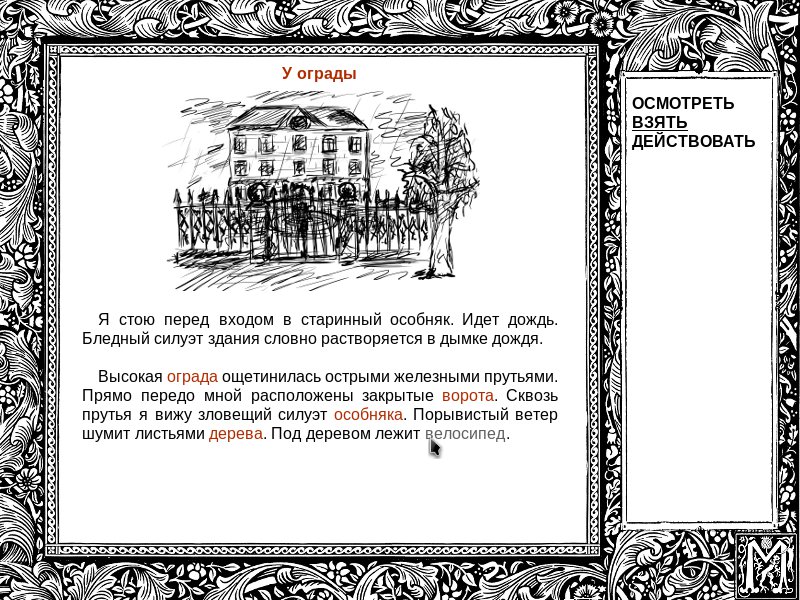 У ограды
ОСМОТРЕТЬ
ВЗЯТЬ
ДЕЙСТВОВАТЬ
Я стою перед входом в старинный особняк. Идет дождь.
Бледный силуэт здания словно растворяется в дымке дождя.
Высокая ограда ощетинилась острыми железными прутьями.
Прямо передо мной расположены закрытые ворота. Сквозь
прутья я вижу зловещий силуэт особняка. Порывистый ветер
шумит листьями дерева. Под деревом лежит велосипед.
M